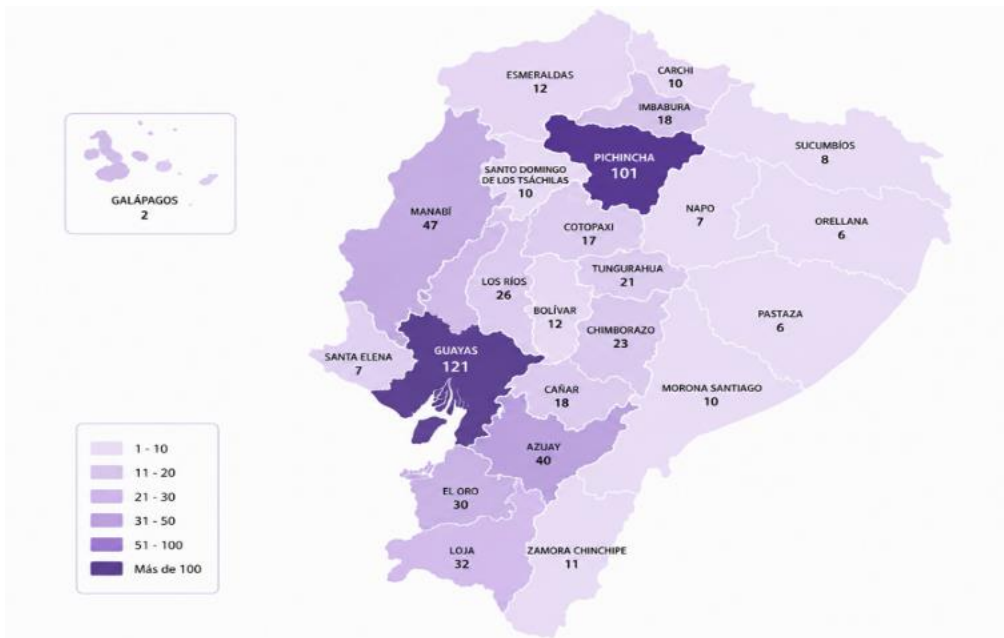 ESMERALDAS
12
CARCHI
10
IMBABURA
18
SUCUMBÍOS
8
PICHINCHA
101
SANTO DOMINGO
DE LOS TSÁCHILAS
10
GALÁPAGOS
2
MANABÍ
47
NAPO
7
ORELLANA
6
COTOPAXI
17
TUNGURAHUA
21
LOS RÍOS
26
BOLÍVAR
12
PASTAZA
6
CHIMBORAZO
23
SANTA ELENA
7
GUAYAS
121
CAÑAR
18
MORONA SANTIAGO
10
AZUAY
40
EL ORO
30
LOJA
32
ZAMORA CHINCHIPE
11
1 - 10
11 - 20
21 - 30
31 - 50
51 - 100
Más de 100